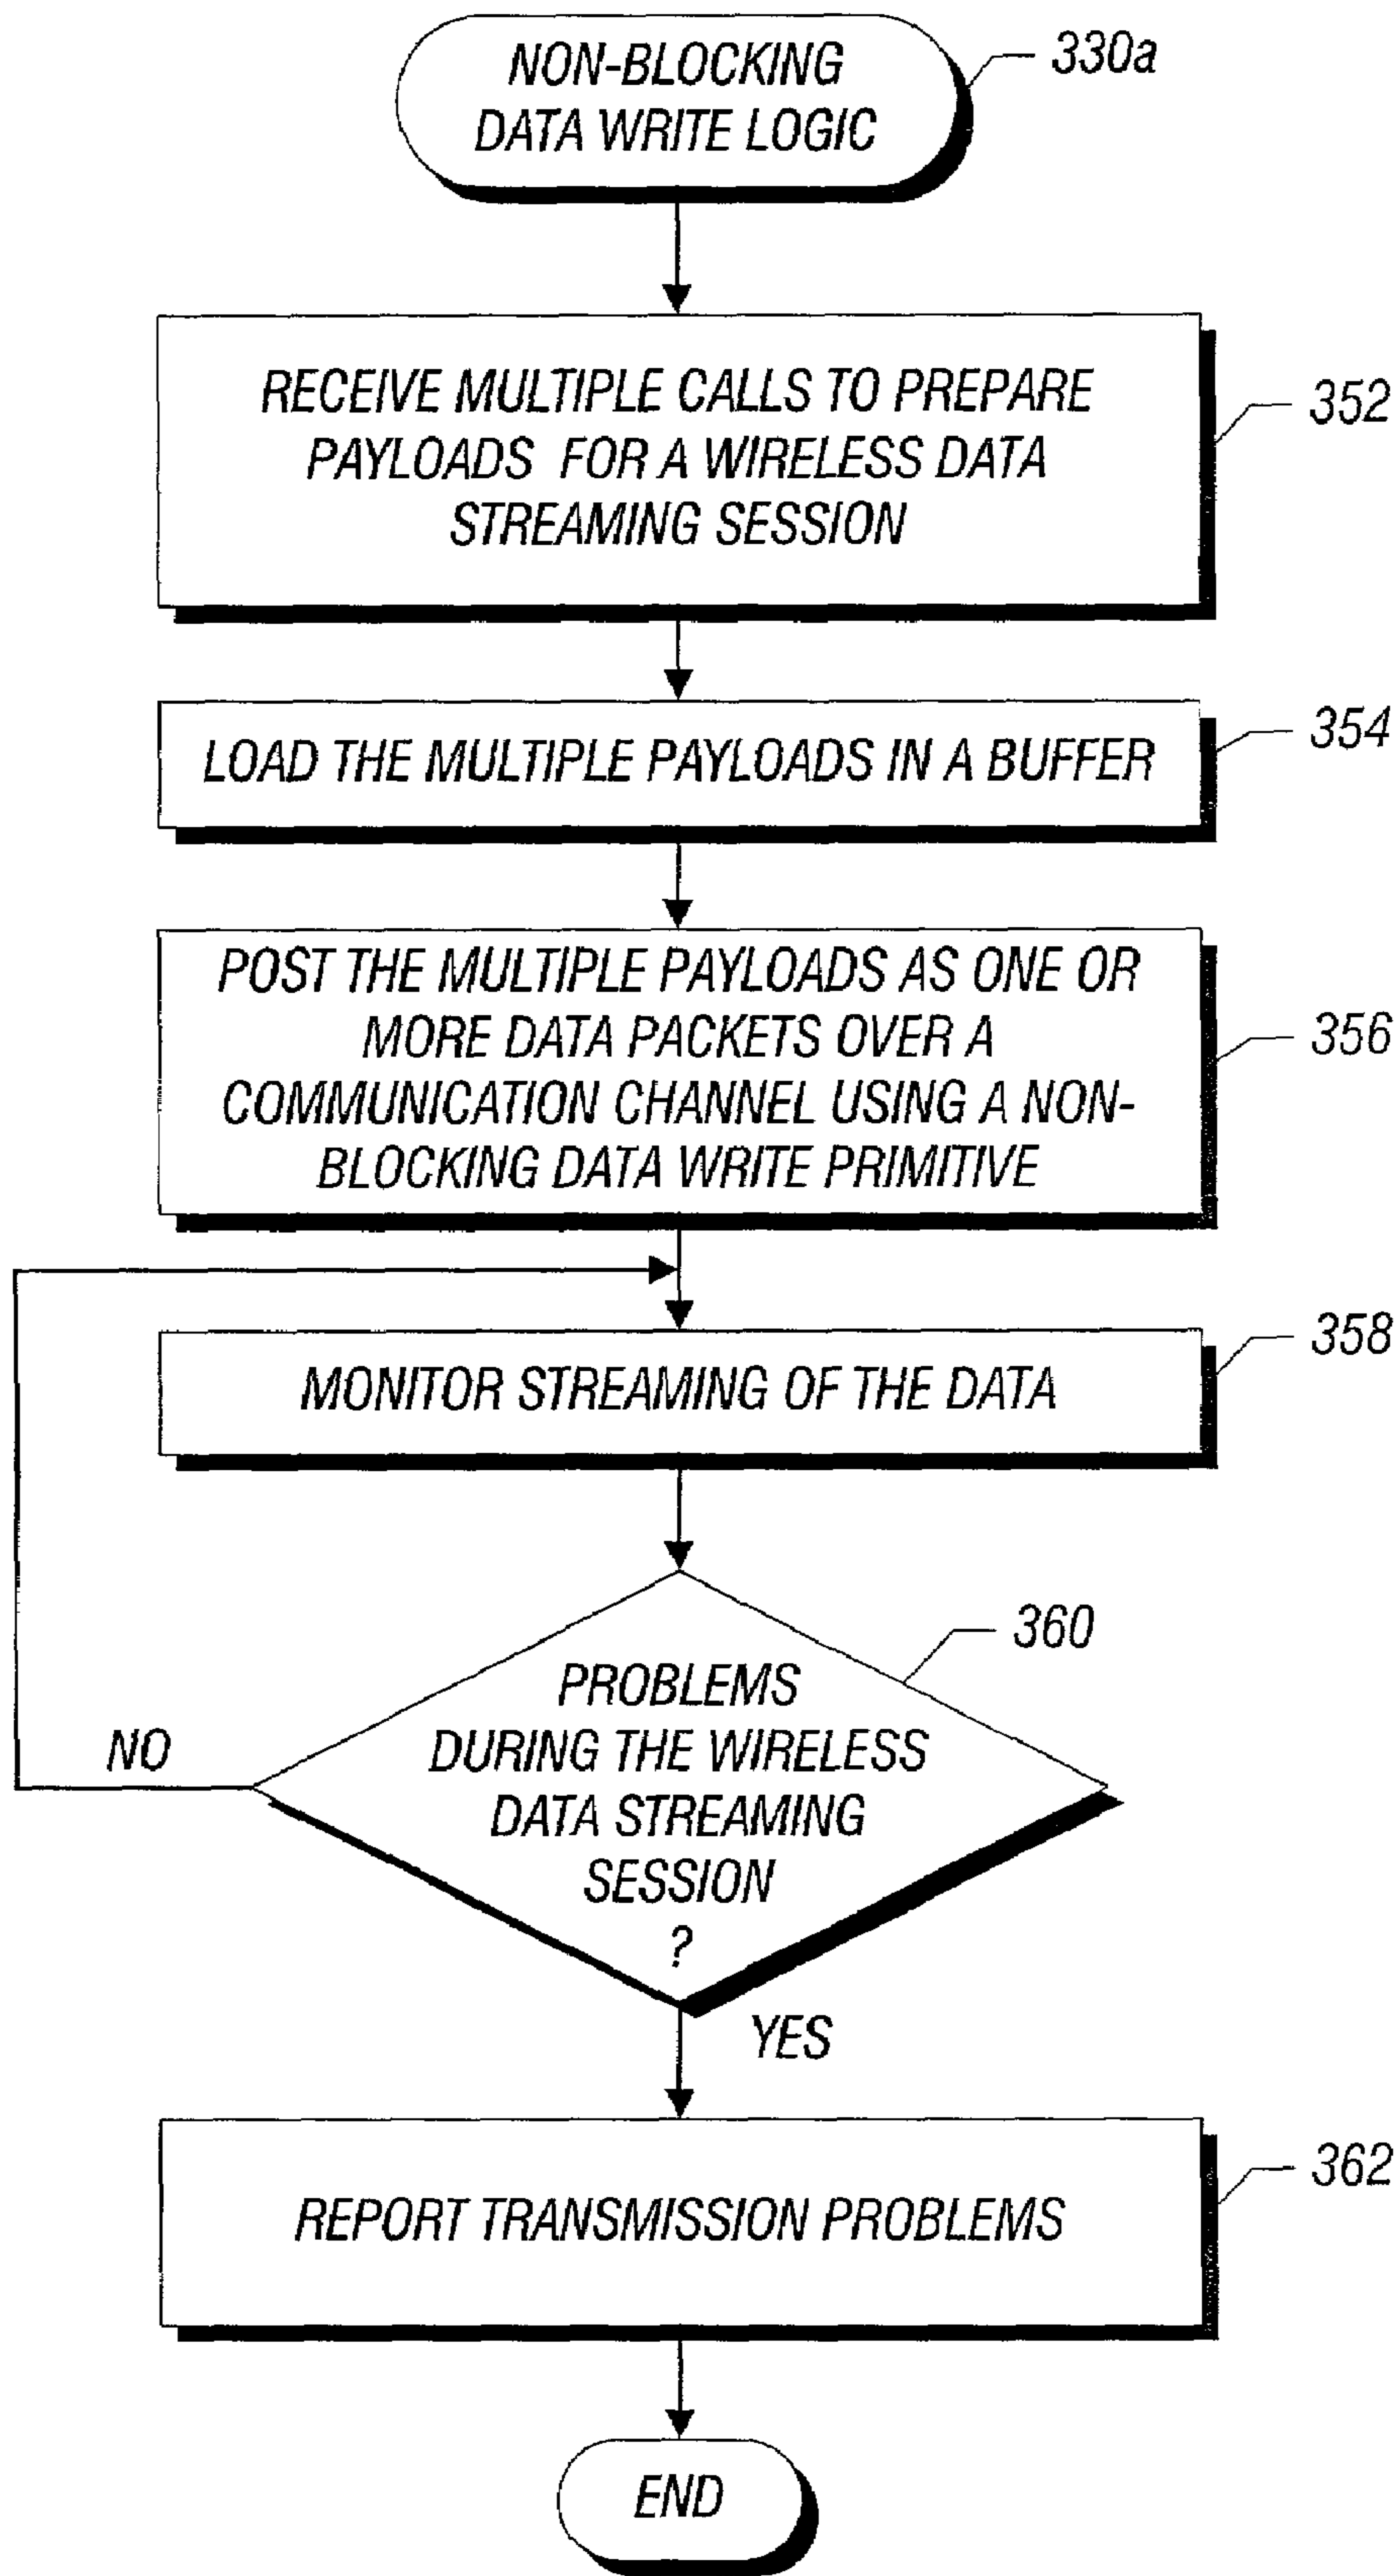 NON-BLOCKING
DATA WRITE LOGIC
330a
RECEIVE MULTIPLE CALLS TO PREPARE
PAYLOADS FOR A WIRELESS DATA
STREAMING SESSION
352
LOAD THE MULTIPLE PAYLOADS IN A BUFFER
354
POST THE MULTIPLE PAYLOADS AS ONE OR
MORE DATA PACKETS OVER A
COMMUNICATION CHANNEL USING A NON-
BLOCKING DATA WRITE PRIMITIVE
356
MONITOR STREAMING OF THE DATA
358
PROBLEMS
DURING THE WIRELESS
DATA STREAMING
SESSION
?
360
NO
YES
REPORT TRANSMISSION PROBLEMS
362
END